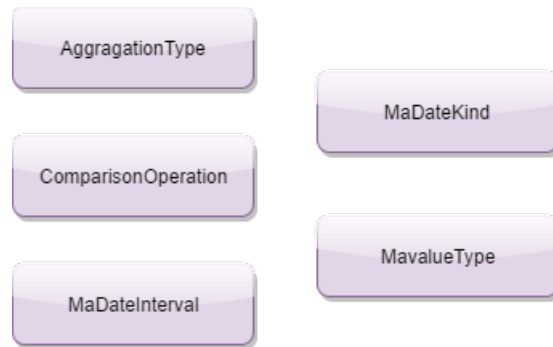 AggragationType
ComparisonOperation
MaDateInterval
MaDateKind
MavalueType